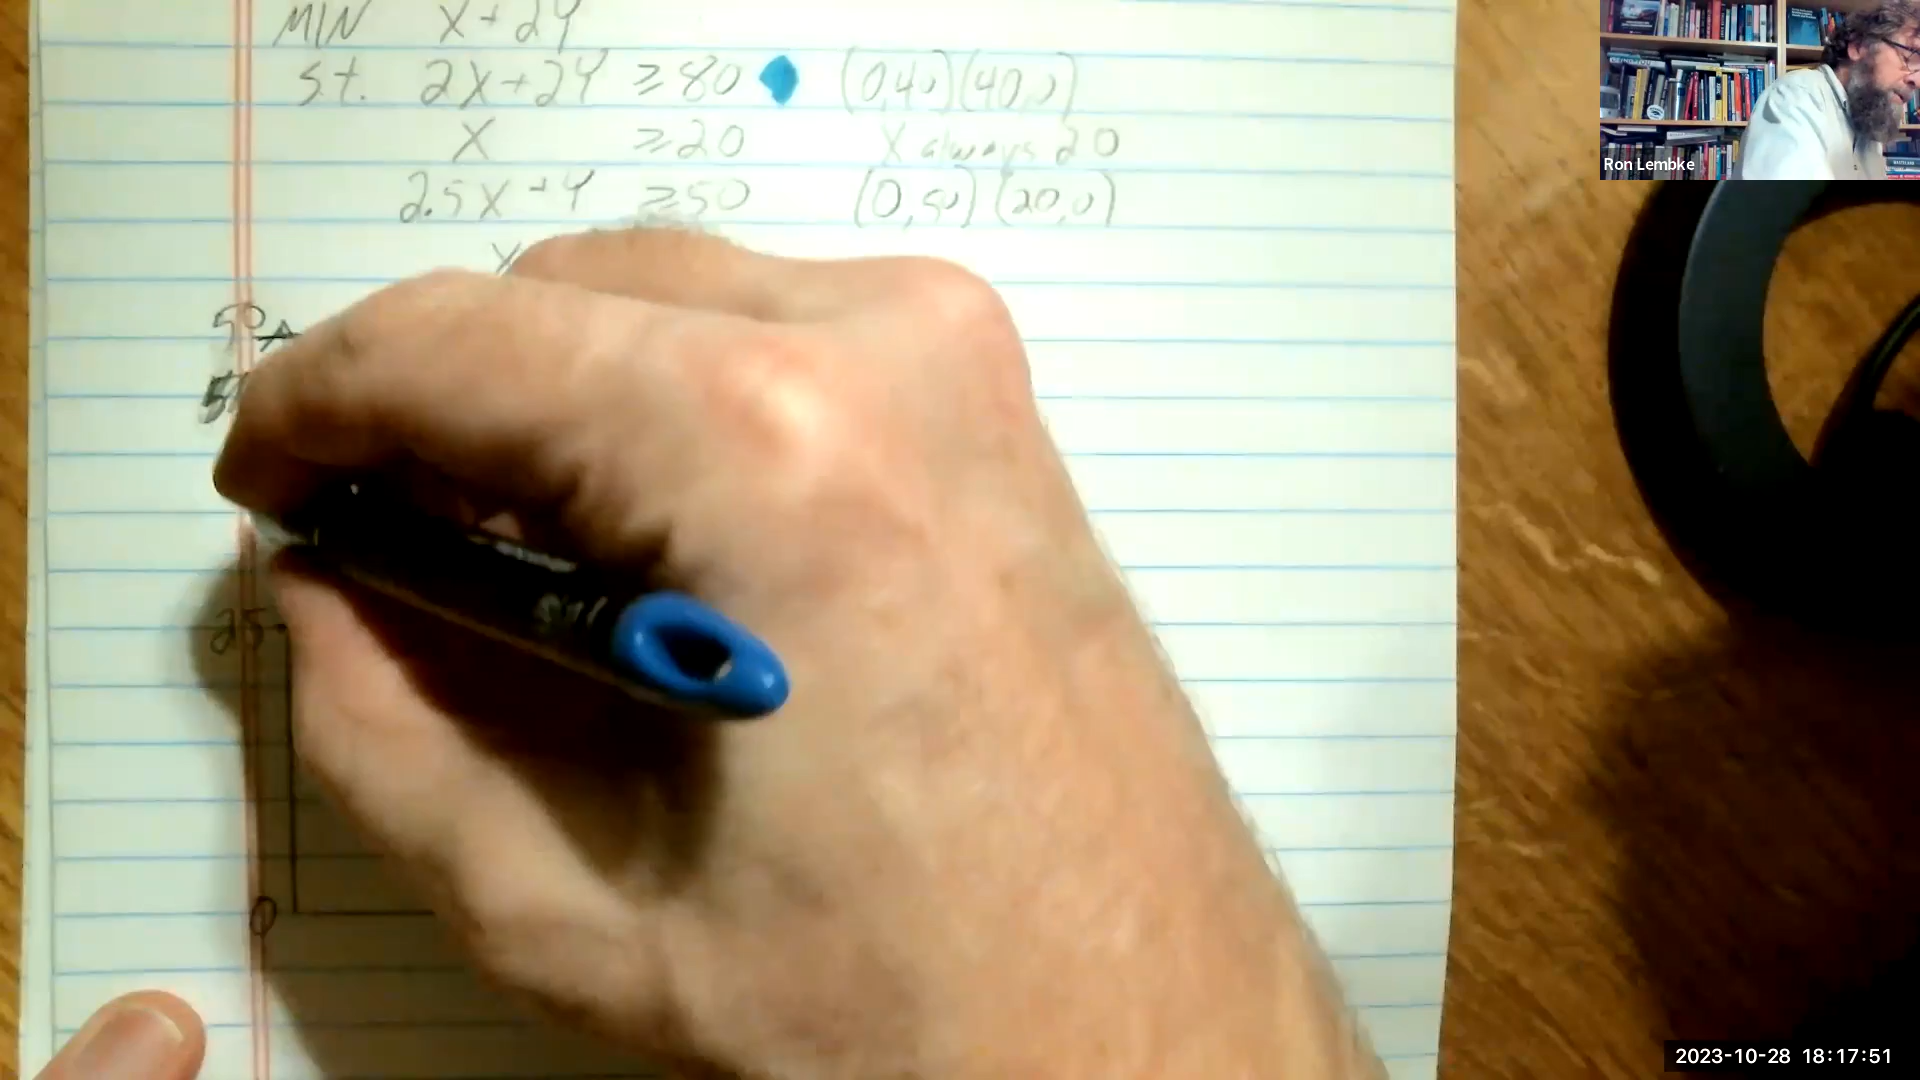 MIN X + 2Y
s.t. 2X + 2Y ≥ 80 (0,40) (40,0)
X ≥ 20 X always 20
2.5X + Y ≥ 50 (0,50) (20,0)
X
50
25
0
Ron Lembke
2023-10-28 18:17:51